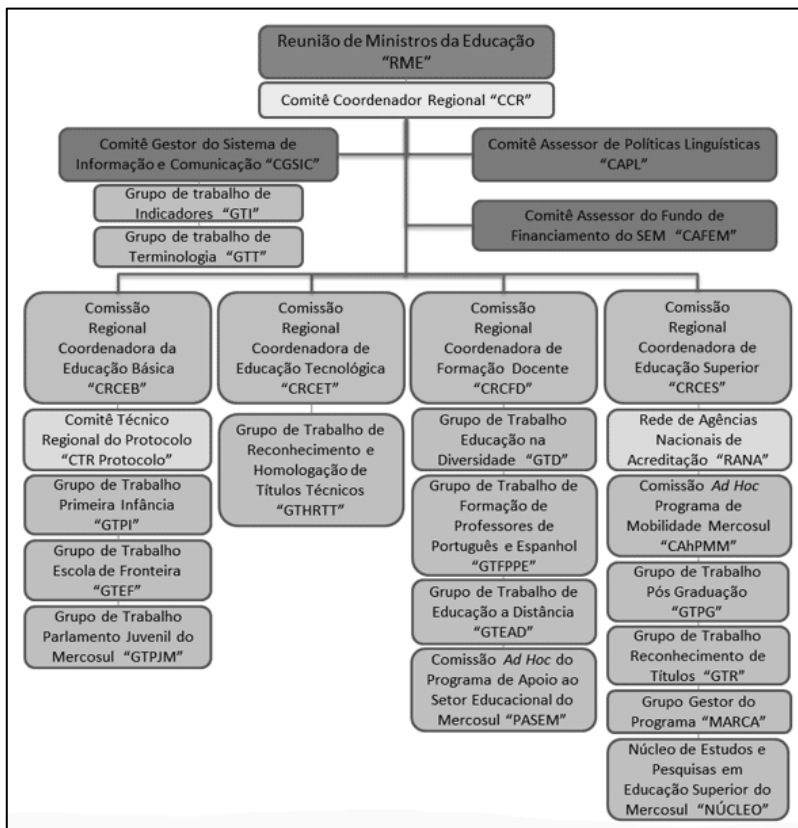 Reunião de Ministros da Educação
“RME”
Comitê Coordenador Regional “CCR”
Comitê Gestor do Sistema de
Informação e Comunicação “CGSIC”
Comitê Assessor de Políticas Linguísticas
“CAPL”
Grupo de trabalho de
Indicadores “GTI”
Grupo de trabalho de
Terminologia “GTT”
Comitê Assessor do Fundo de
Financiamento do SEM “CAFEM”
Comissão
Regional
Coordenadora da
Educação Básica
“CRCEB”
Comitê Técnico
Regional do Protocolo
“CTR Protocolo”
Grupo de Trabalho
Primeira Infância
“GTPI”
Grupo de Trabalho
Escola de Fronteira
“GTEF”
Grupo de Trabalho
Parlamento Juvenil do
Mercosul “GTPJM”
Comissão
Regional
Coordenadora de
Educação Tecnológica
“CRCET”
Grupo de Trabalho de
Reconhecimento e
Homologação de
Títulos Técnicos
“GTHRTT”
Comissão
Regional
Coordenadora de
Formação Docente
“CRCFD”
Grupo de Trabalho
Educação na
Diversidade “GTD”
Grupo de Trabalho de
Formação de
Professores de
Português e Espanhol
“GTFPPE”
Grupo de Trabalho de
Educação a Distância
“GTEAD”
Comissão Ad Hoc do
Programa de Apoio ao
Setor Educacional do
Mercosul “PASEM”
Comissão
Regional
Coordenadora de
Educação Superior
“CRCES”
Rede de Agências
Nacionais de
Acreditação “RANA”
Comissão Ad Hoc
Programa de
Mobilidade Mercosul
“CAhPMM”
Grupo de Trabalho
Pós Graduação
“GTPG”
Grupo de Trabalho
Reconhecimento de
Títulos “GTR”
Grupo Gestor do
Programa “MARCA”
Núcleo de Estudos e
Pesquisas em
Educação Superior do
Mercosul “NÚCLEO”